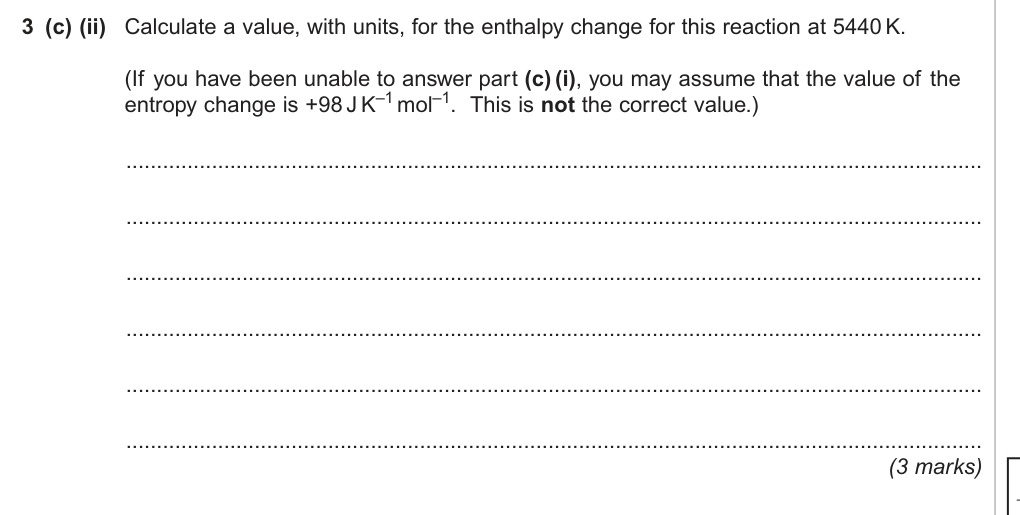 3 (c) (ii) Calculate a value, with units, for the enthalpy change for this reaction at 5440 K.
(If you have been unable to answer part (c) (i), you may assume that the value of the
entropy change is +98 J K⁻¹ mol⁻¹. This is not the correct value.)
................................................................................
................................................................................
................................................................................
................................................................................
................................................................................
................................................................................
(3 marks)